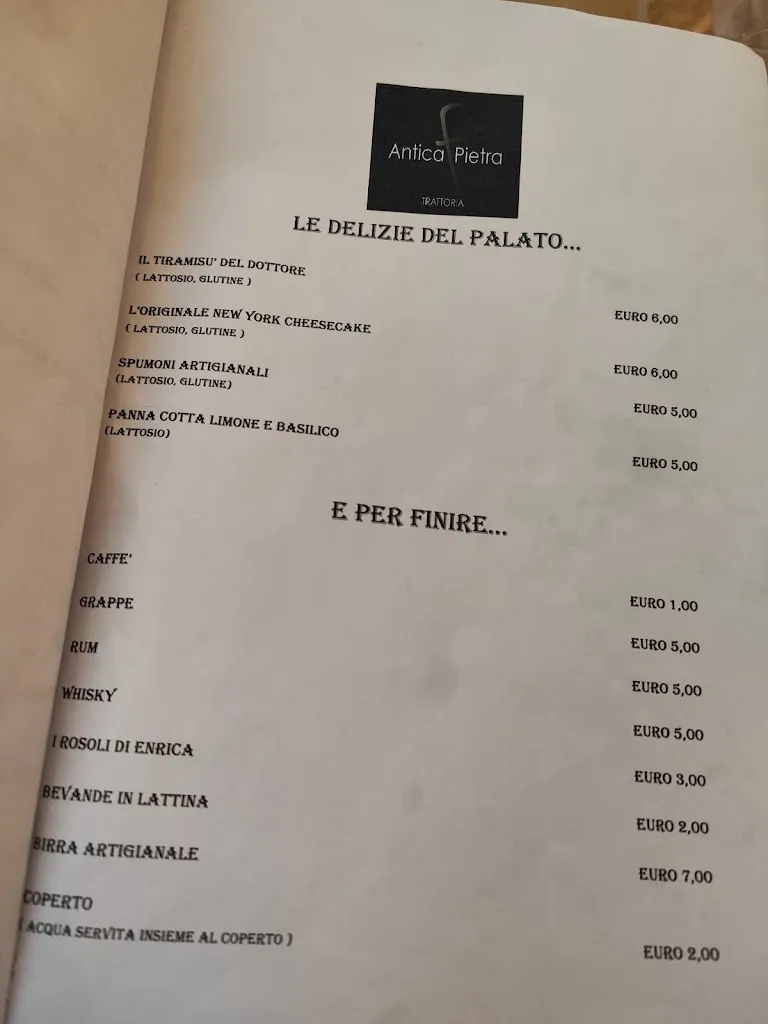 Antica Pietra
TRATTORIA
LE DELIZIE DEL PALATO...
IL TIRAMISU' DEL DOTTORE
( LATTOSIO, GLUTINE )
EURO 6,00
L'ORIGINALE NEW YORK CHEESECAKE
( LATTOSIO, GLUTINE )
EURO 6,00
SPUMONI ARTIGIANALI
(LATTOSIO, GLUTINE)
EURO 5,00
PANNA COTTA LIMONE E BASILICO
(LATTOSIO)
EURO 5,00
E PER FINIRE...
CAFFE' EURO 1,00
GRAPPE EURO 5,00
RUM EURO 5,00
WHISKY EURO 5,00
I ROSOLI DI ENRICA EURO 3,00
BEVANDE IN LATTINA EURO 2,00
BIRRA ARTIGIANALE EURO 7,00
COPERTO
( ACQUA SERVITA INSIEME AL COPERTO )
EURO 2,00